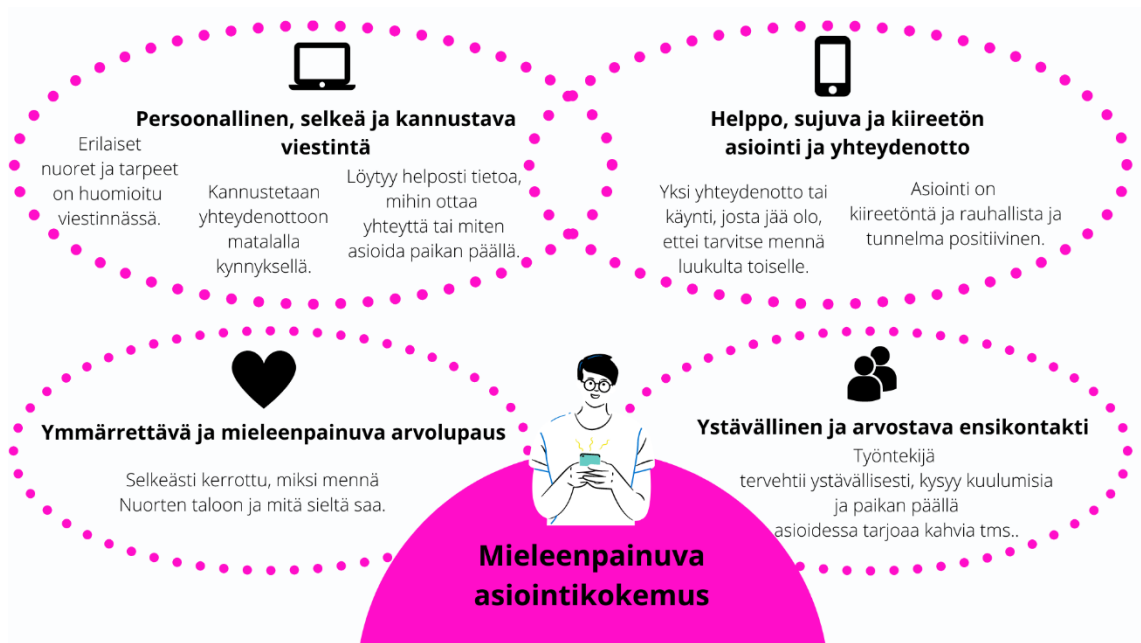 Persoonallinen, selkeä ja kannustava
viestintä
Erilaiset
nuoret ja tarpeet
on huomioitu
viestinnässä.
Kannustetaan
yhteydenottoon
matalalla
kynnyksellä.
Löytyy helposti tietoa,
mihin ottaa
yhteyttä tai miten
asioida paikan päällä.
Helppo, sujuva ja kiireetön
asiointi ja yhteydenotto
Yksi yhteydenotto tai
käynti, josta jää olo,
ettei tarvitse mennä
luukulta toiselle.
Asiointi on
kiireetöntä ja rauhallista ja
tunnelma positiivinen.
Ymmärrettävä ja mieleenpainuva arvolupaus
Selkeästi kerrottu, miksi mennä
Nuorten taloon ja mitä sieltä saa.
Ystävällinen ja arvostava ensikontakti
Työntekijä
tervehtii ystävällisesti, kysyy kuulumisia
ja paikan päällä
asioidessa tarjoaa kahvia tms..
Mieleenpainuva
asiointikokemus